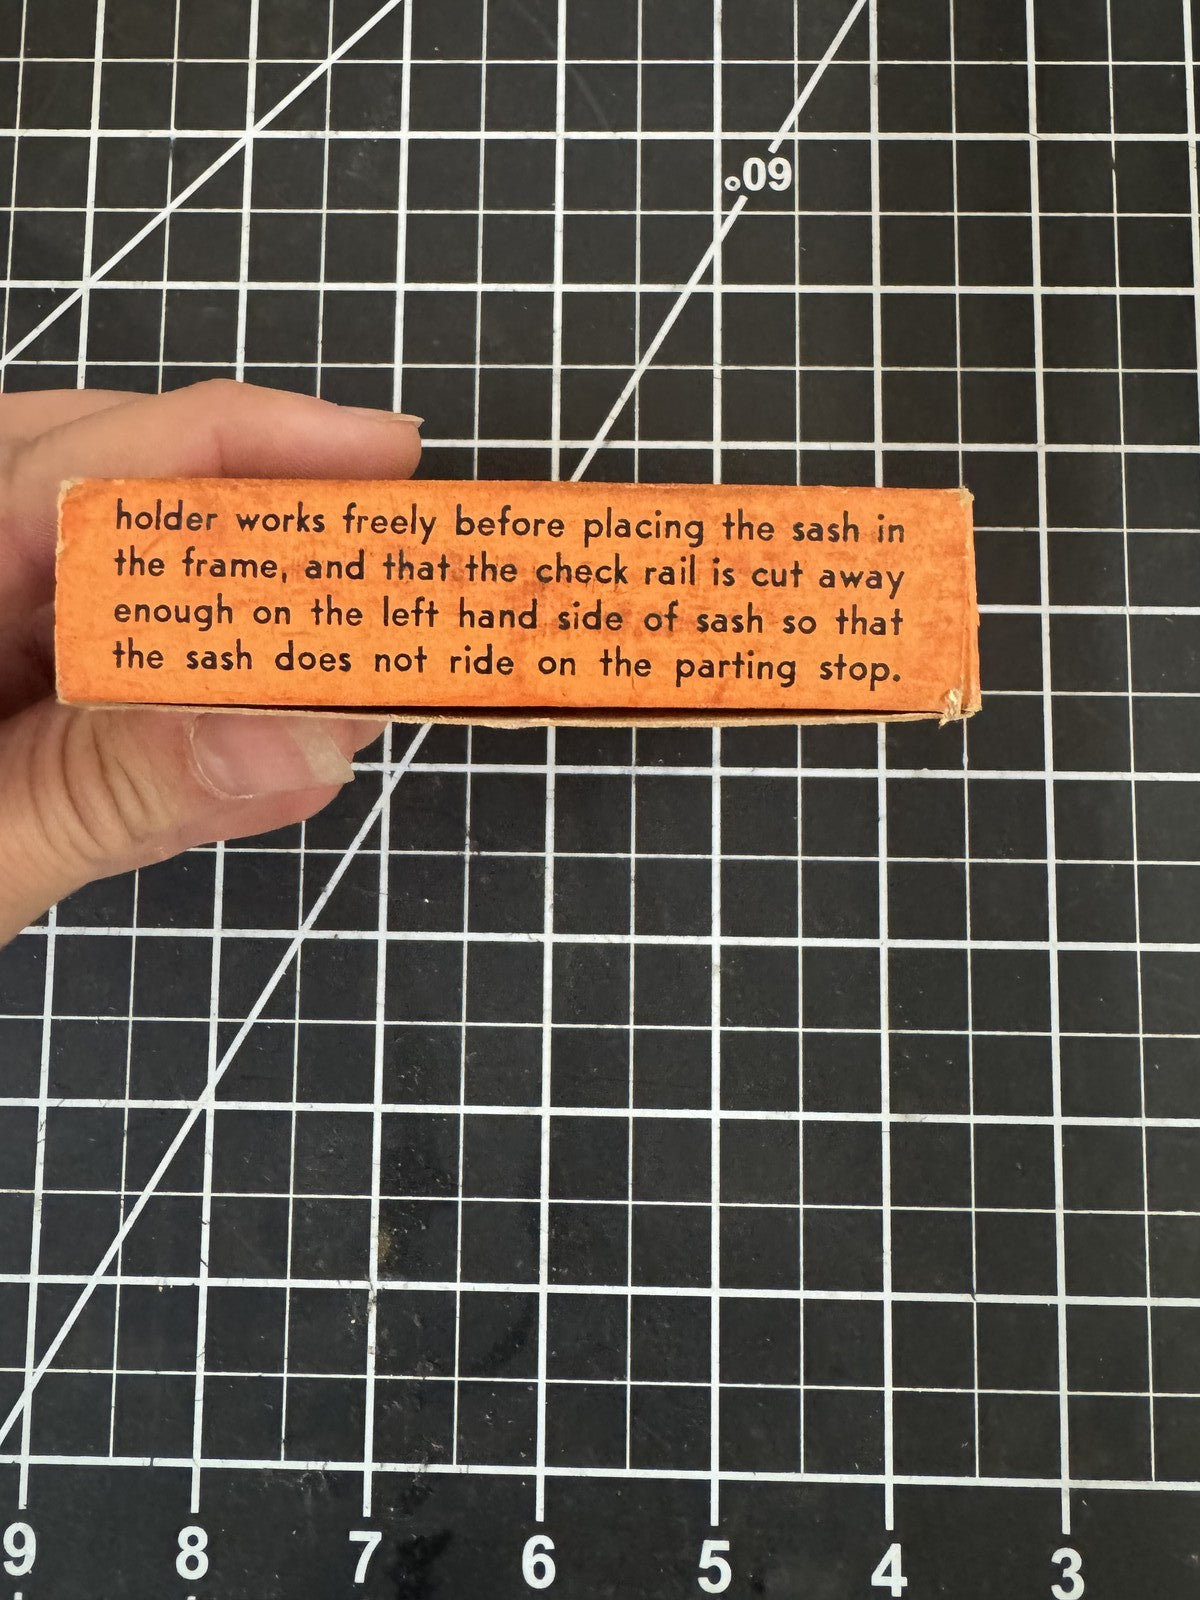 60°
holder works freely before placing the sash in
the frame, and that the check rail is cut away
enough on the left hand side of sash so that
the sash does not ride on the parting stop.
9 8 7 6 5 4 3